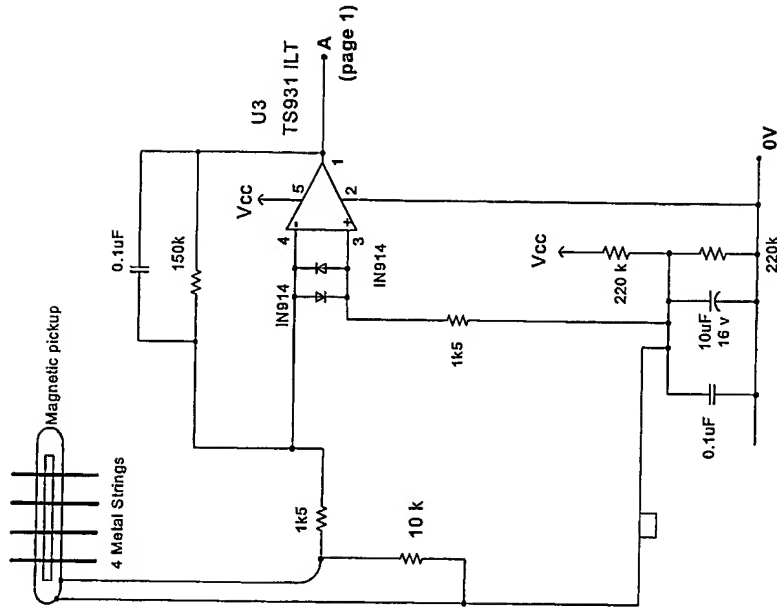 Magnetic pickup
4 Metal Strings
0.1uF
150k
U3
TS931 ILT
A
(page 1)
Vcc
5
4
1
3
2
-
+
IN914
IN914
1k5
10 k
1k5
Vcc
220 k
10uF
16 v
0.1uF
220k
0V